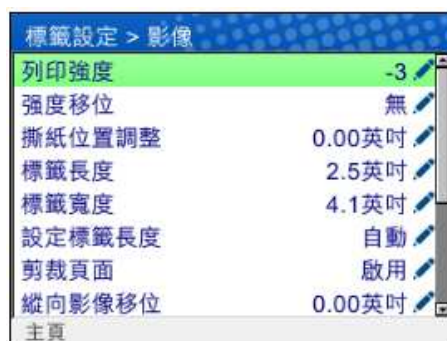 標籤設定 > 影像
列印強度 -3
強度移位 無
撕紙位置調整 0.00英吋
標籤長度 2.5英吋
標籤寬度 4.1英吋
設定標籤長度 自動
剪裁頁面 啟用
縱向影像移位 0.00英吋
主頁